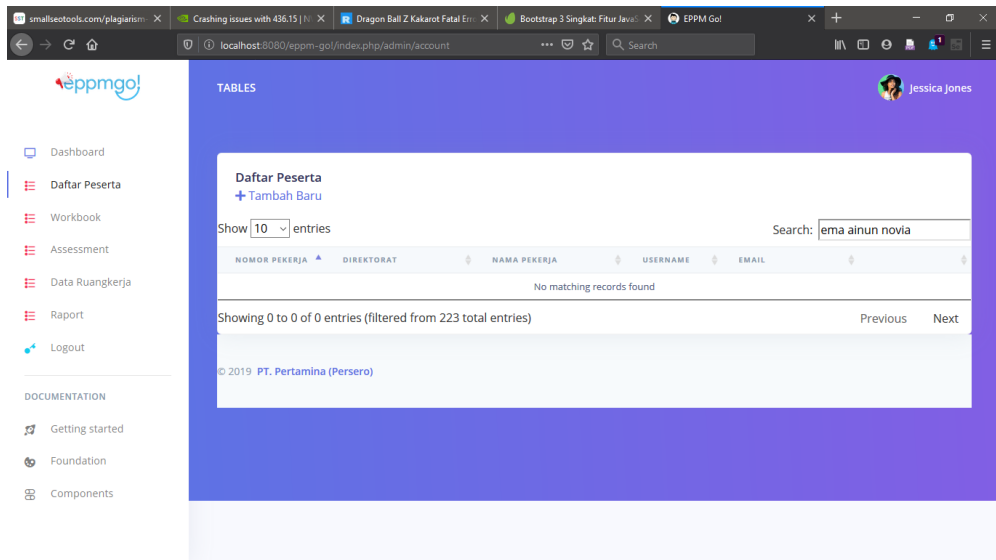 SST smallseotools.com/plagiarism- Crashing issues with 436.15 | N Dragon Ball Z Kakarot Fatal Err Bootstrap 3 Singkat: Fitur JavaS EPPM Go!
localhost:8080/eppm-gol/index.php/admin/account Search 1
eppmgo!
TABLES
Jessica Jones
Dashboard
Daftar Peserta
Workbook
Assessment
Data Ruangkerja
Raport
Logout
DOCUMENTATION
Getting started
Foundation
Components
Daftar Peserta
+ Tambah Baru
Show 10 entries
Search: ema ainun novia
NOMOR PEKERJA DIREKTORAT NAMA PEKERJA USERNAME EMAIL
No matching records found
Showing 0 to 0 of 0 entries (filtered from 223 total entries)
Previous Next
© 2019 PT. Pertamina (Persero)